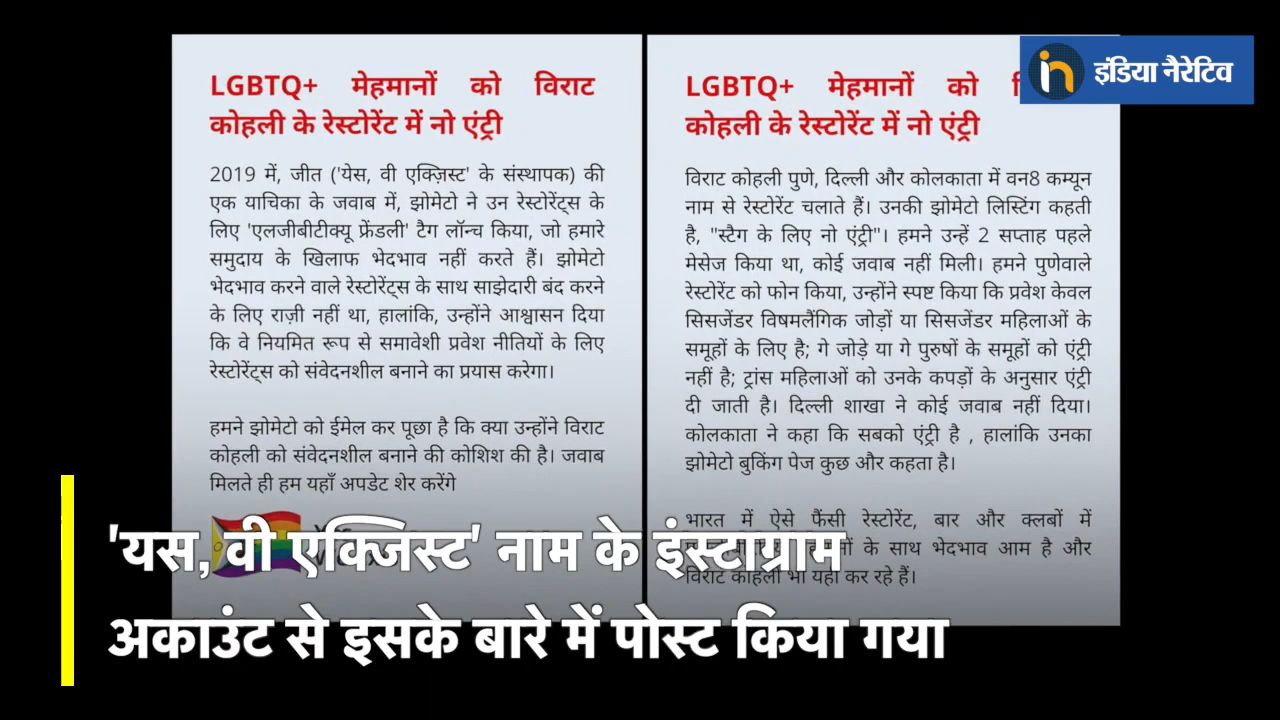 LGBTQ+ मेहमानों को विराट
कोहली के रेस्टोरेंट में नो एंट्री
2019 में, जीत ('येस, वी एक्ज़िस्ट' के संस्थापक) की
एक याचिका के जवाब में, झोमेटो ने उन रेस्टोरेंट्स के
लिए 'एलजीबीटीक्यू फ्रेंडली' टैग लॉन्च किया, जो हमारे
समुदाय के खिलाफ भेदभाव नहीं करते हैं। झोमेटो
भेदभाव करने वाले रेस्टोरेंट्स के साथ साझेदारी बंद करने
के लिए राज़ी नहीं था, हालांकि, उन्होंने आश्वासन दिया
कि वे नियमित रूप से समावेशी प्रवेश नीतियों के लिए
रेस्टोरेंट्स को संवेदनशील बनाने का प्रयास करेगा।
हमने झोमेटो को ईमेल कर पूछा है कि क्या उन्होंने विराट
कोहली को संवेदनशील बनाने की कोशिश की है। जवाब
मिलते ही हम यहाँ अपडेट शेर करेंगे
LGBTQ+ मेहमानों को
कोहली के रेस्टोरेंट में नो एंट्री
विराट कोहली पुणे, दिल्ली और कोलकाता में वन8 कम्यून
नाम से रेस्टोरेंट चलाते हैं। उनकी झोमेटो लिस्टिंग कहती
है, "स्टैग के लिए नो एंट्री"। हमने उन्हें 2 सप्ताह पहले
मेसेज किया था, कोई जवाब नहीं मिली। हमने पुणेवाले
रेस्टोरेंट को फोन किया, उन्होंने स्पष्ट किया कि प्रवेश केवल
सिसजेंडर विषमलैंगिक जोड़ों या सिसजेंडर महिलाओं के
समूहों के लिए है; गे जोड़े या गे पुरुषों के समूहों को एंट्री
नहीं है; ट्रांस महिलाओं को उनके कपड़ों के अनुसार एंट्री
दी जाती है। दिल्ली शाखा ने कोई जवाब नहीं दिया।
कोलकाता ने कहा कि सबको एंट्री है , हालांकि उनका
झोमेटो बुकिंग पेज कुछ और कहता है।
भारत में ऐसे फैंसी रेस्टोरेंट, बार और क्लबों में
के साथ भेदभाव आम है और
विराट कोहली भी यही कर रहे हैं।
इंडिया नैरेटिव
'यस, वी एक्जिस्ट' नाम के इंस्टाग्राम
अकाउंट से इसके बारे में पोस्ट किया गया